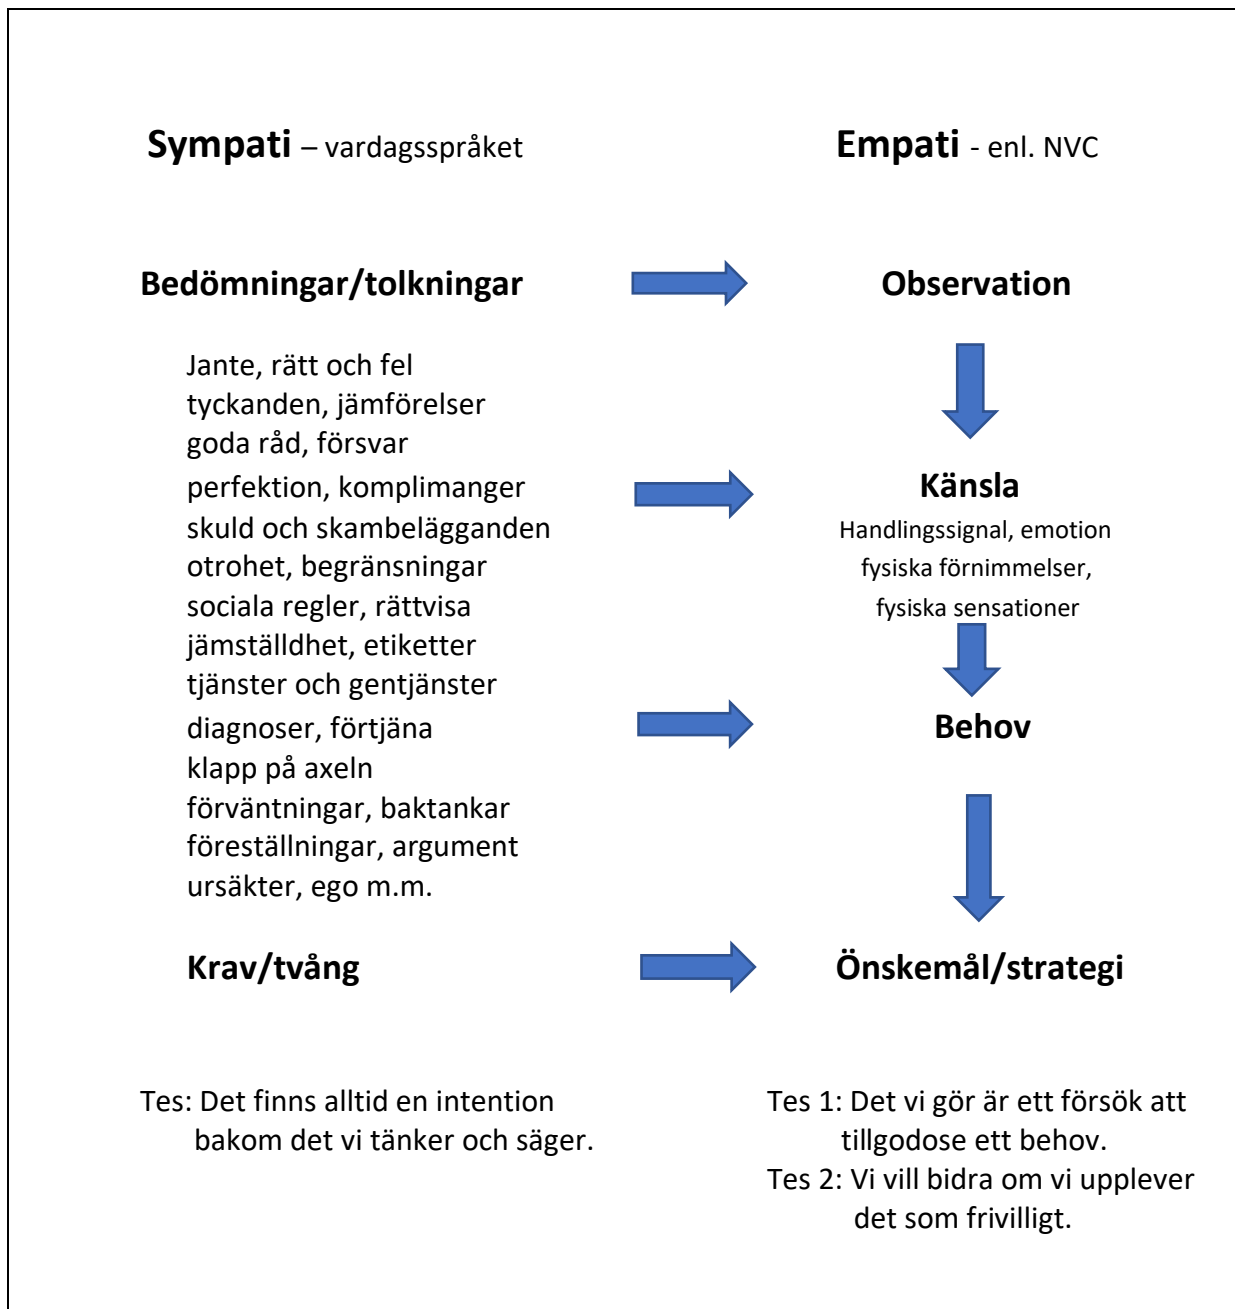 Sympati – vardagsspråket
Empati - enl. NVC
Bedömningar/tolkningar
Observation
Jante, rätt och fel
tyckanden, jämförelser
goda råd, försvar
perfektion, komplimanger
skuld och skambelägganden
otrohet, begränsningar
sociala regler, rättvisa
jämställdhet, etiketter
tjänster och gentjänster
diagnoser, förtjäna
klapp på axeln
förväntningar, baktankar
föreställningar, argument
ursäkter, ego m.m.
Känsla
Handlingssignal, emotion
fysiska förnimmelser,
fysiska sensationer
Behov
Krav/tvång
Önskemål/strategi
Tes: Det finns alltid en intention
bakom det vi tänker och säger.
Tes 1: Det vi gör är ett försök att
tillgodose ett behov.
Tes 2: Vi vill bidra om vi upplever
det som frivilligt.